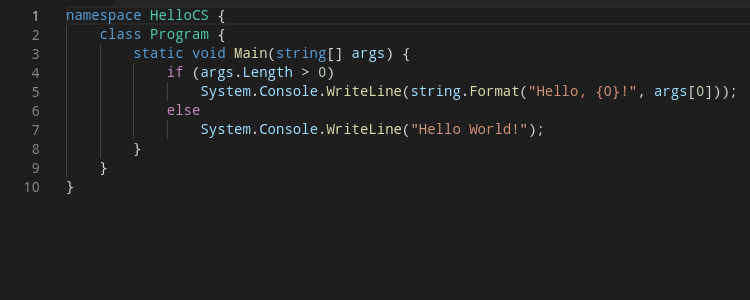 1 namespace HelloCS {
2     class Program {
3         static void Main(string[] args) {
4             if (args.Length > 0)
5                 System.Console.WriteLine(string.Format("Hello, {0}!", args[0]));
6             else
7                 System.Console.WriteLine("Hello World!");
8         }
9     }
10 }